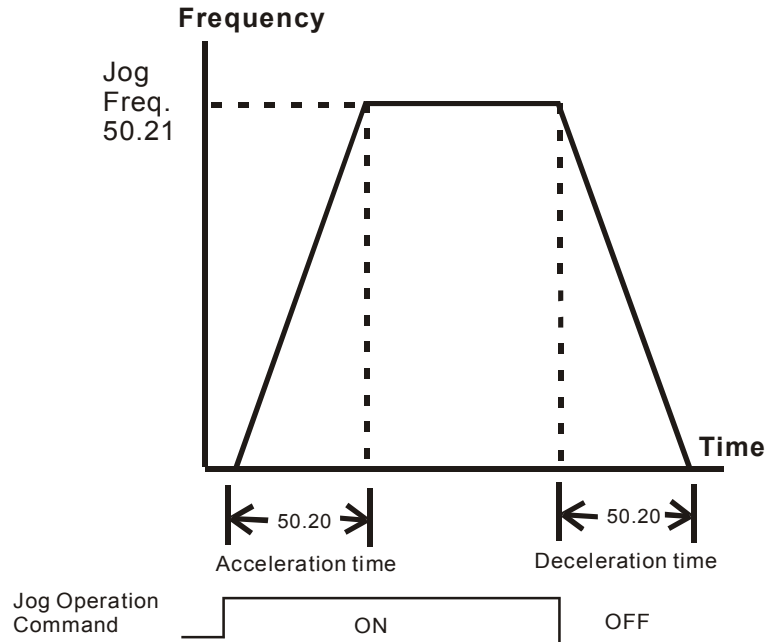 Frequency
Jog
Freq.
50.21
Time
50.20
50.20
Acceleration time
Deceleration time
Jog Operation
Command
ON
OFF